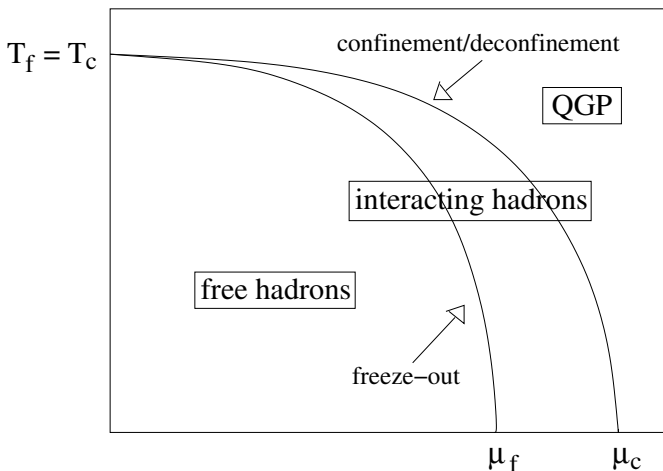 confinement/deconfinement
T_f = T_c
QGP
interacting hadrons
free hadrons
freeze−out
μ_f
μ_c